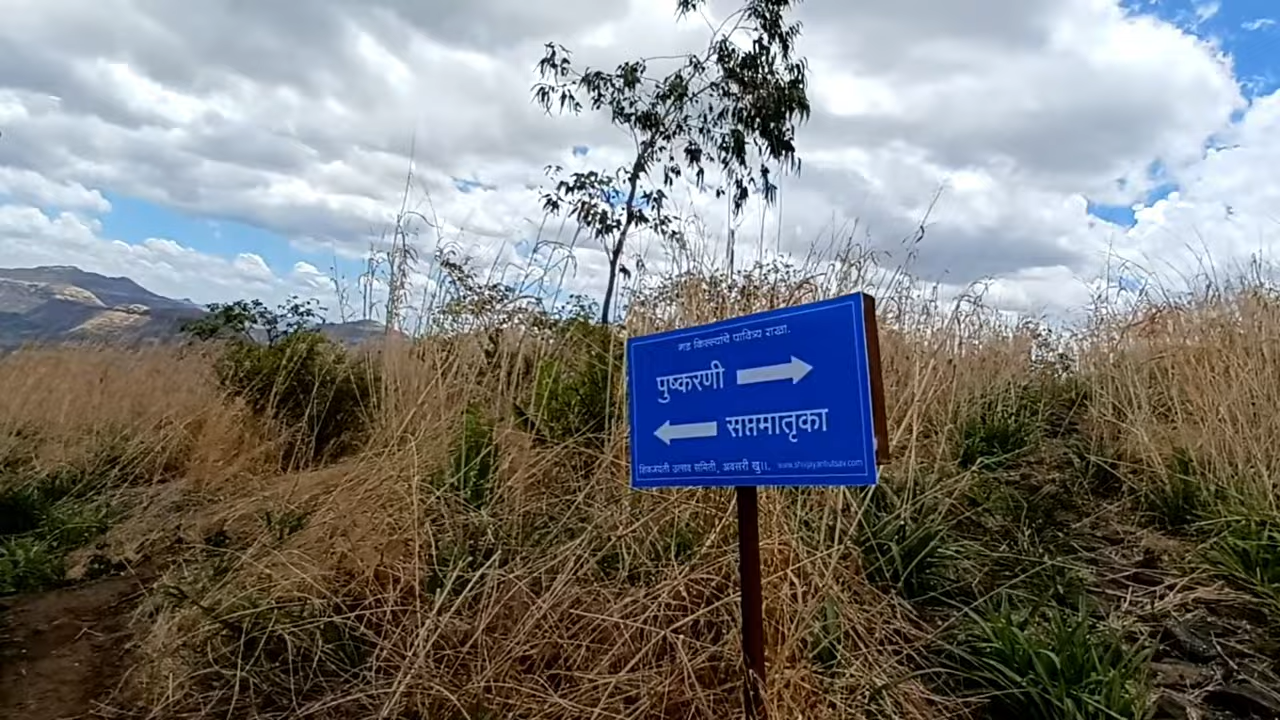 गड किल्ल्यांचे पावित्र्य राखा.
पुष्करणी
सप्तमातृका
शिवजयंती उत्सव समिती, अवसरी खु।। www.shivjayantiutsav.com